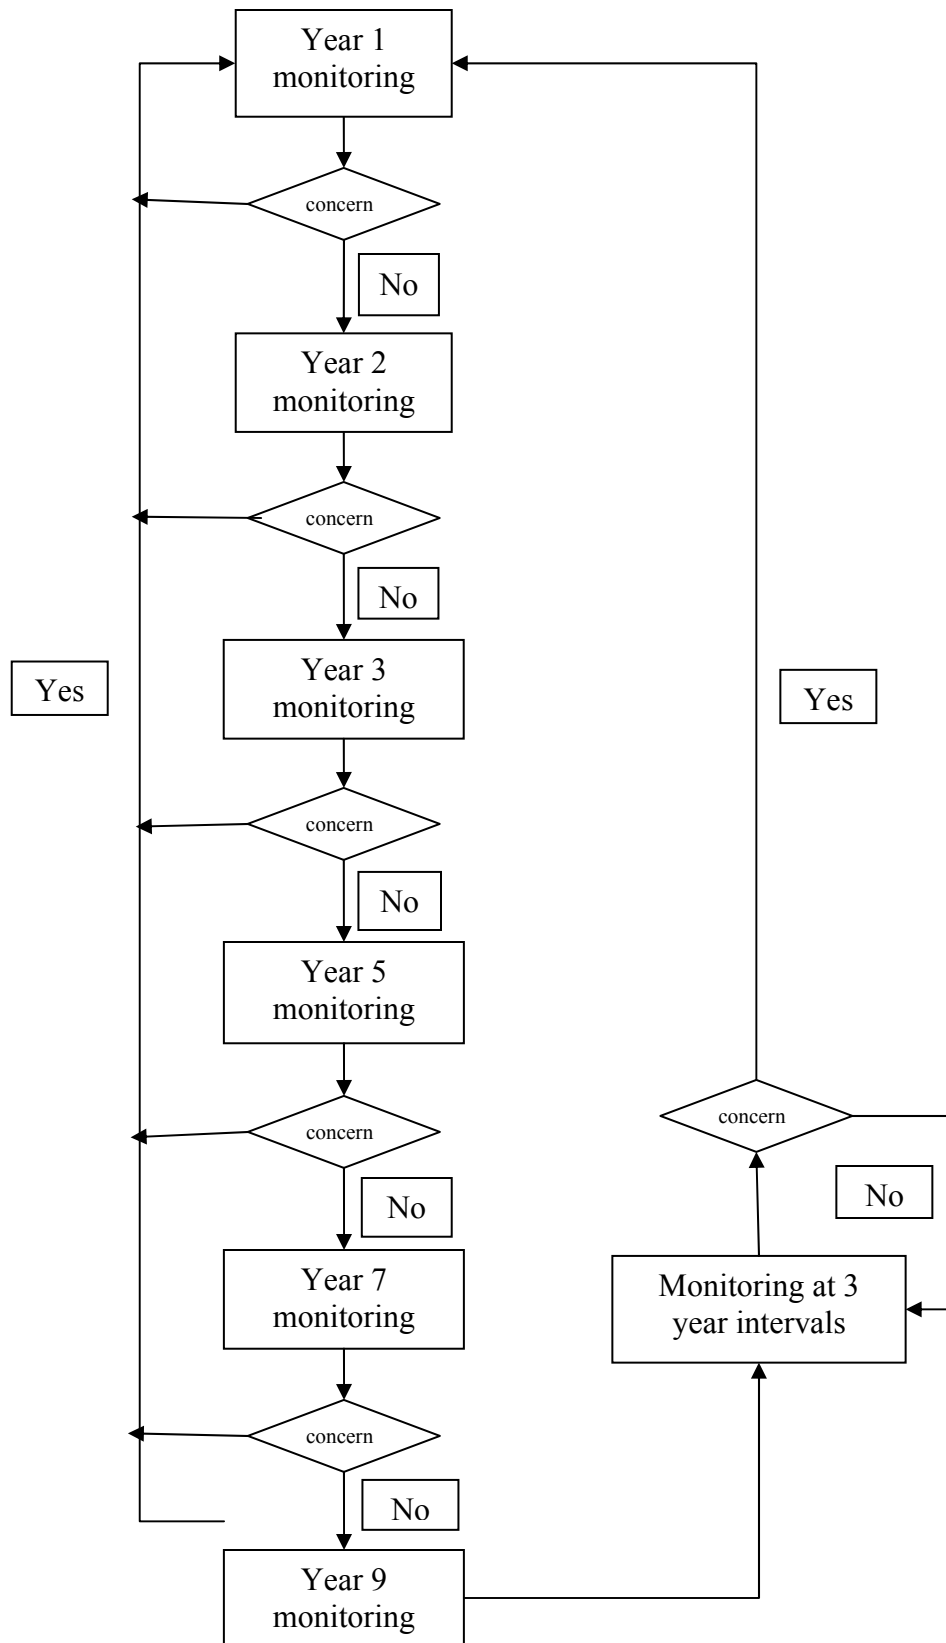 Year 1
monitoring
concern
No
Year 2
monitoring
concern
No
Year 3
monitoring
Yes
Yes
concern
No
Year 5
monitoring
concern
concern
No
No
Year 7
monitoring
Monitoring at 3
year intervals
concern
No
Year 9
monitoring